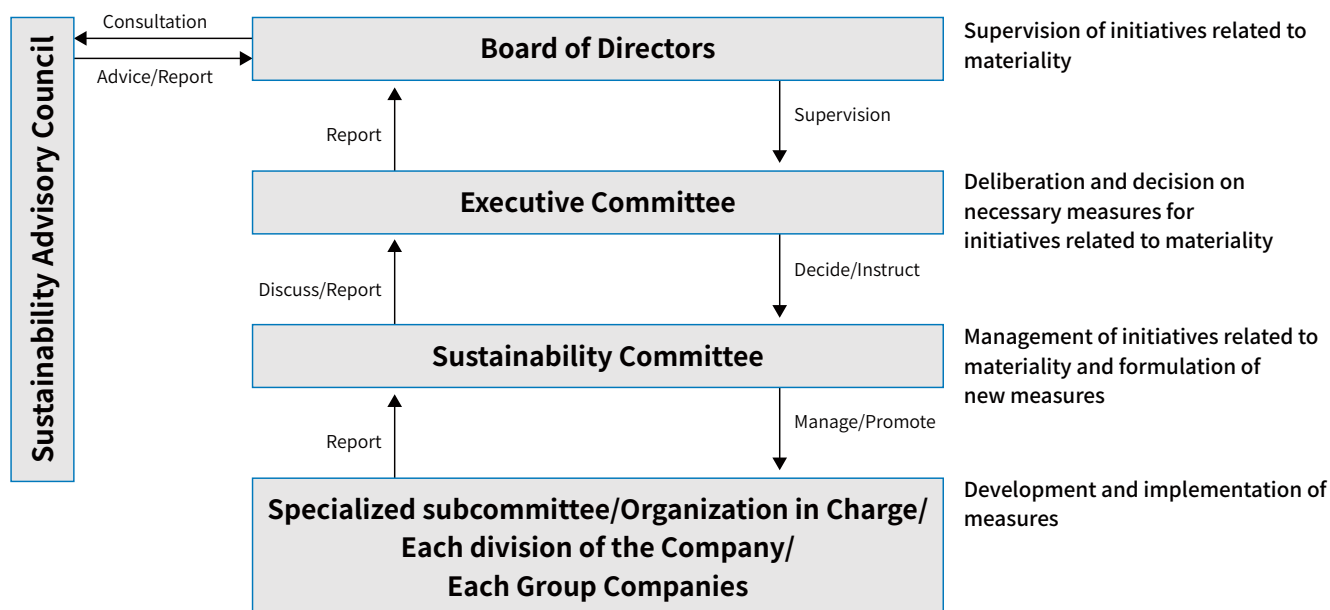 Sustainability Advisory Council
Consultation
Advice/Report
Board of Directors
Supervision of initiatives related to
materiality
Report
Supervision
Executive Committee
Deliberation and decision on
necessary measures for
initiatives related to materiality
Discuss/Report
Decide/Instruct
Sustainability Committee
Management of initiatives related to
materiality and formulation of
new measures
Report
Manage/Promote
Specialized subcommittee/Organization in Charge/
Each division of the Company/
Each Group Companies
Development and implementation of
measures